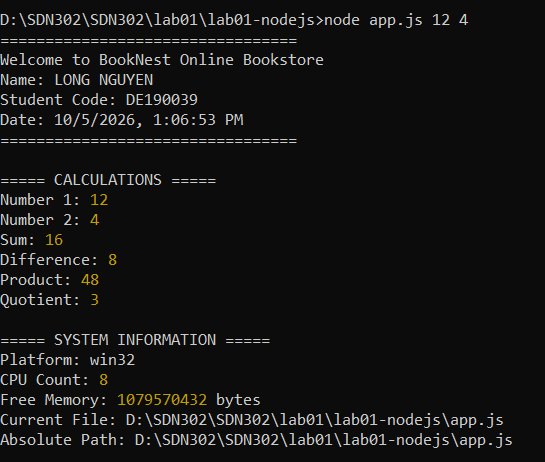 D:\SDN302\SDN302\lab01\lab01-nodejs>node app.js 12 4
=================================
Welcome to BookNest Online Bookstore
Name: LONG NGUYEN
Student Code: DE190039
Date: 10/5/2026, 1:06:53 PM
=================================
===== CALCULATIONS =====
Number 1: 12
Number 2: 4
Sum: 16
Difference: 8
Product: 48
Quotient: 3
===== SYSTEM INFORMATION =====
Platform: win32
CPU Count: 8
Free Memory: 1079570432 bytes
Current File: D:\SDN302\SDN302\lab01\lab01-nodejs\app.js
Absolute Path: D:\SDN302\SDN302\lab01\lab01-nodejs\app.js